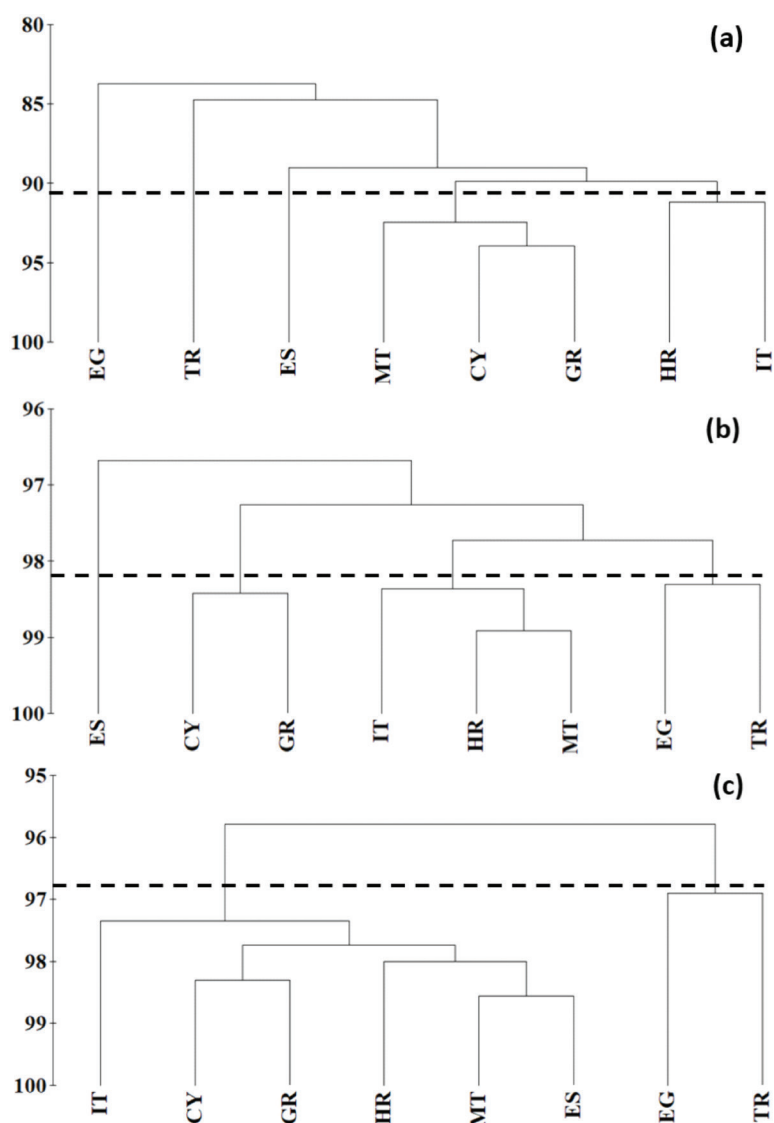 (a)
80
85
90
95
100
EG TR ES MT CY GR HR IT
(b)
96
97
98
99
100
ES CY GR IT HR MT EG TR
(c)
95
96
97
98
99
100
IT CY GR HR MT ES EG TR